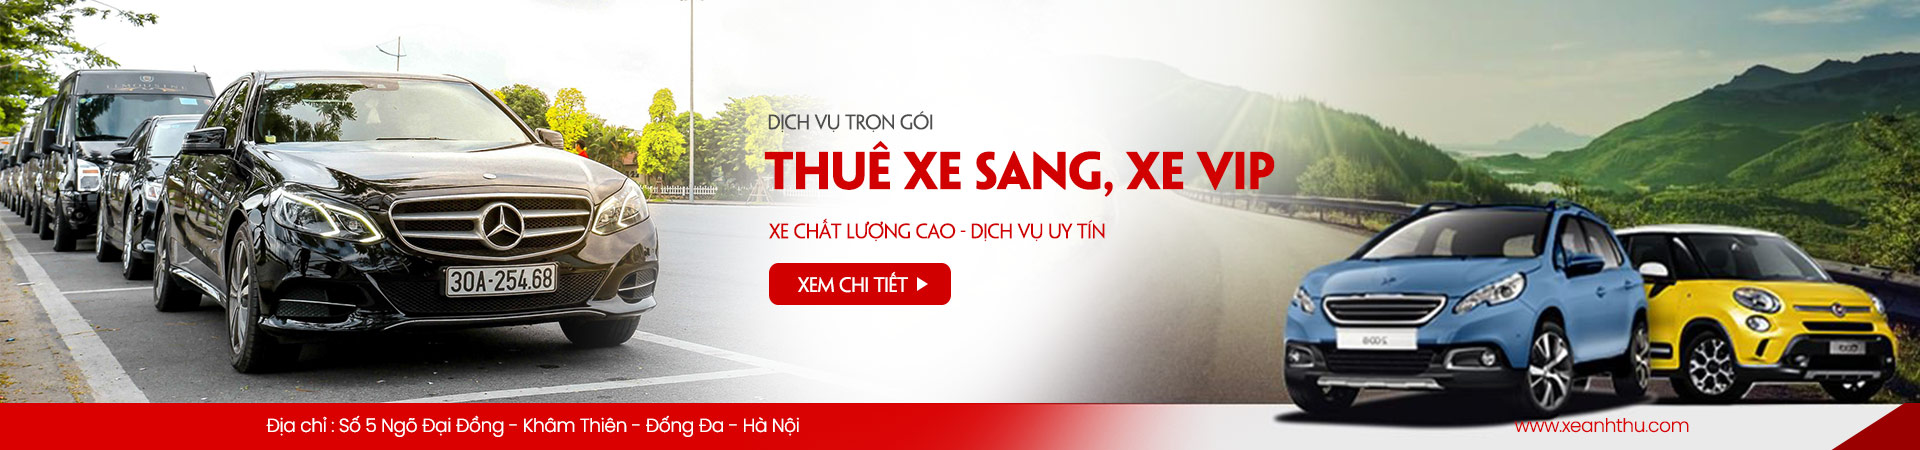 DỊCH VỤ TRỌN GÓI
THUÊ XE SANG, XE VIP
XE CHẤT LƯỢNG CAO - DỊCH VỤ UY TÍN
XEM CHI TIẾT
30A-254.68
Địa chỉ : Số 5 Ngõ Đại Đồng - Khâm Thiên - Đống Đa - Hà Nội
www.xeanhthu.com